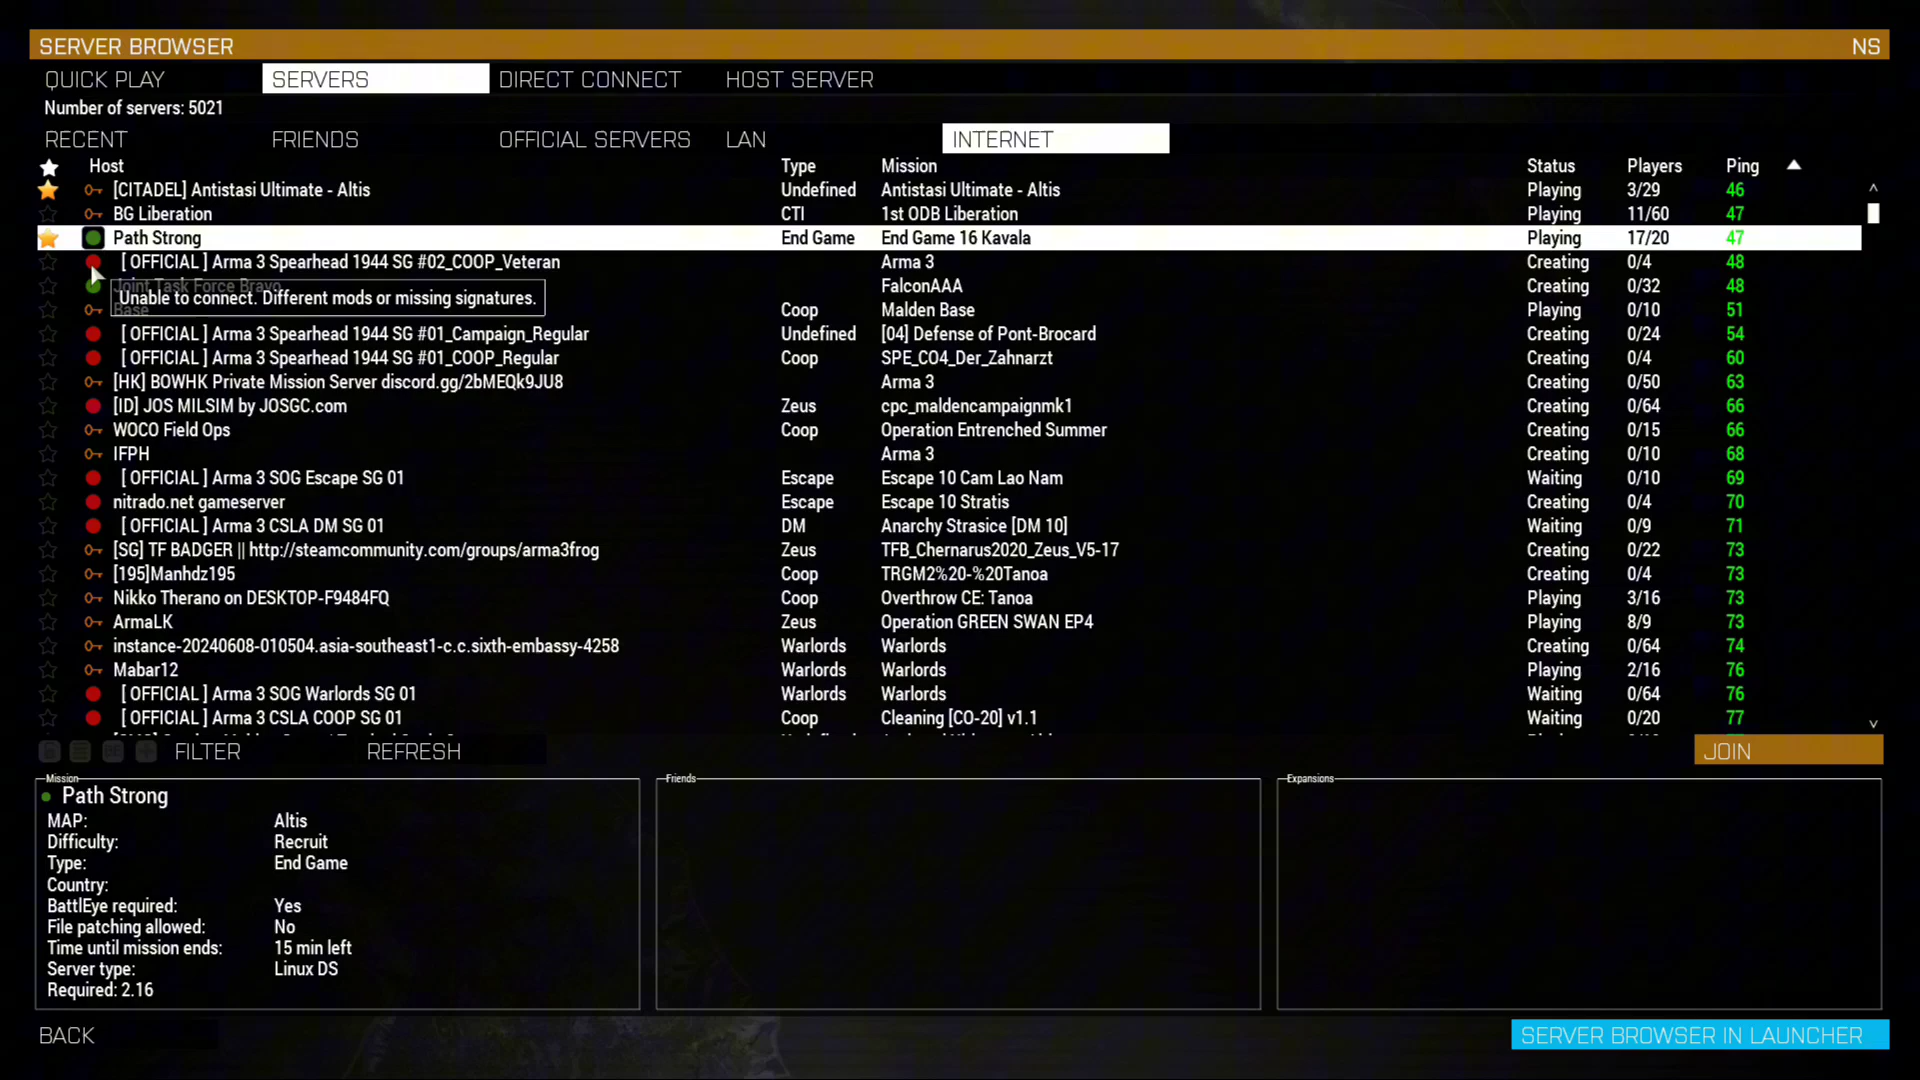 SERVER BROWSER NS
QUICK PLAY SERVERS DIRECT CONNECT HOST SERVER
Number of servers: 5021
RECENT FRIENDS OFFICIAL SERVERS LAN INTERNET
Host Type Mission Status Players Ping
[CITADEL] Antistasi Ultimate - Altis Undefined Antistasi Ultimate - Altis Playing 3/29 46
BG Liberation CTI 1st ODB Liberation Playing 11/60 47
Path Strong End Game End Game 16 Kavala Playing 17/20 47
[ OFFICIAL ] Arma 3 Spearhead 1944 SG #02_COOP_Veteran Arma 3 Creating 0/4 48
Joint Task Force Bravo FalconAAA Creating 0/32 48
Unable to connect. Different mods or missing signatures.
Base Coop Malden Base Playing 0/10 51
[ OFFICIAL ] Arma 3 Spearhead 1944 SG #01_Campaign_Regular Undefined [04] Defense of Pont-Brocard Creating 0/24 54
[ OFFICIAL ] Arma 3 Spearhead 1944 SG #01_COOP_Regular Coop SPE_CO4_Der_Zahnarzt Creating 0/4 60
[HK] BOWHK Private Mission Server discord.gg/2bMEQk9JU8 Arma 3 Creating 0/50 63
[ID] JOS MILSIM by JOSGC.com Zeus cpc_maldencampaignmk1 Creating 0/64 66
WOCO Field Ops Coop Operation Entrenched Summer Creating 0/15 66
IFPH Arma 3 Creating 0/10 68
[ OFFICIAL ] Arma 3 SOG Escape SG 01 Escape Escape 10 Cam Lao Nam Waiting 0/10 69
nitrado.net gameserver Escape Escape 10 Stratis Creating 0/4 70
[ OFFICIAL ] Arma 3 CSLA DM SG 01 DM Anarchy Strasice [DM 10] Waiting 0/9 71
[SG] TF BADGER || http://steamcommunity.com/groups/arma3frog Zeus TFB_Chernarus2020_Zeus_V5-17 Creating 0/22 73
[195]Manhdz195 Coop TRGM2%20-%20Tanoa Creating 0/4 73
Nikko Therano on DESKTOP-F9484FQ Coop Overthrow CE: Tanoa Playing 3/16 73
ArmaLK Zeus Operation GREEN SWAN EP4 Playing 8/9 73
instance-20240608-010504.asia-southeast1-c.c.sixth-embassy-4258 Warlords Warlords Creating 0/64 74
Mabar12 Warlords Warlords Playing 2/16 76
[ OFFICIAL ] Arma 3 SOG Warlords SG 01 Warlords Warlords Waiting 0/64 76
[ OFFICIAL ] Arma 3 CSLA COOP SG 01 Coop Cleaning [CO-20] v1.1 Waiting 0/20 77
FILTER REFRESH JOIN
Mission Friends Expansions
Path Strong
MAP: Altis
Difficulty: Recruit
Type: End Game
Country:
BattlEye required: Yes
File patching allowed: No
Time until mission ends: 15 min left
Server type: Linux DS
Required: 2.16
BACK SERVER BROWSER IN LAUNCHER